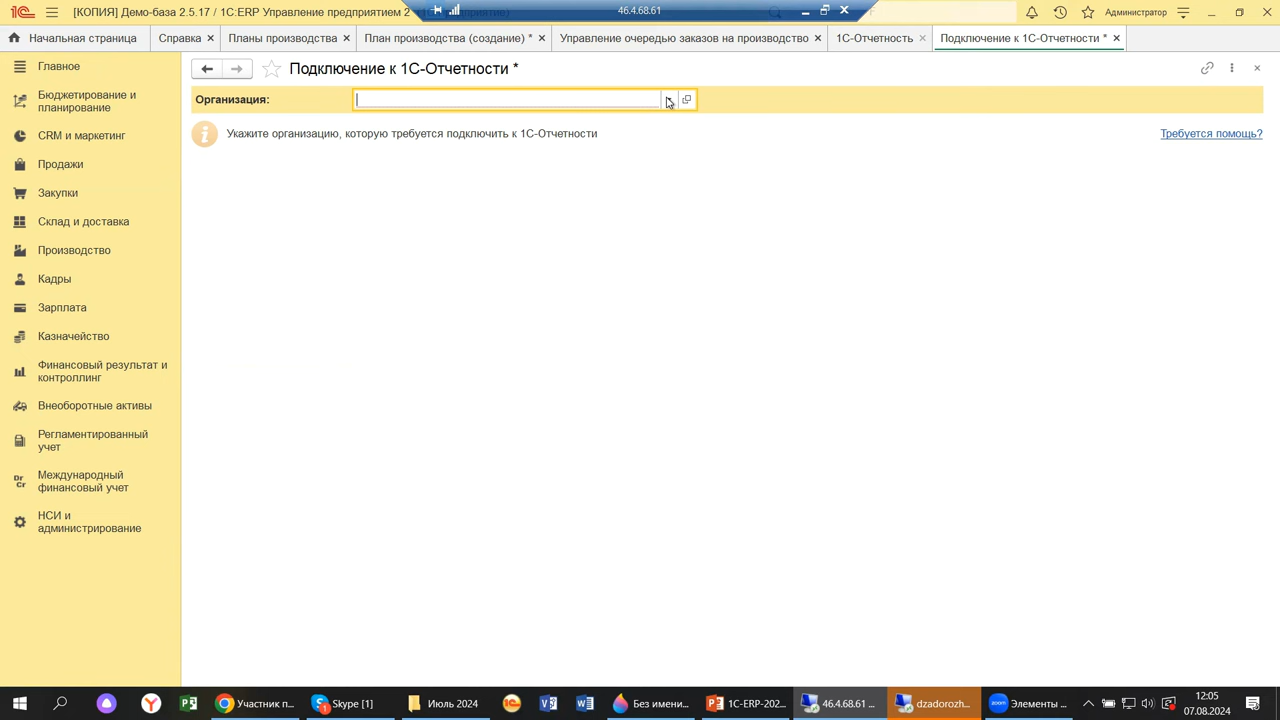 [КОПИЯ] Демо-база 2.5.17 / 1С:ERP Управление предприятием 2
46.4.68.61
Администратор
Начальная страница
Справка
Планы производства
План производства (создание) *
Управление очередью заказов на производство
1С-Отчетность
Подключение к 1С-Отчетности *
Главное
Бюджетирование и
планирование
CRM и маркетинг
Продажи
Закупки
Склад и доставка
Производство
Кадры
Зарплата
Казначейство
Финансовый результат и
контроллинг
Внеоборотные активы
Регламентированный
учет
Международный
финансовый учет
НСИ и
администрирование
Подключение к 1С-Отчетности *
Организация:
Укажите организацию, которую требуется подключить к 1С-Отчетности
Требуется помощь?
Участник п...
Skype [1]
Июль 2024
Без имени...
1C-ERP-202...
46.4.68.61 ...
dzadorozh...
Элементы ...
12:05
07.08.2024